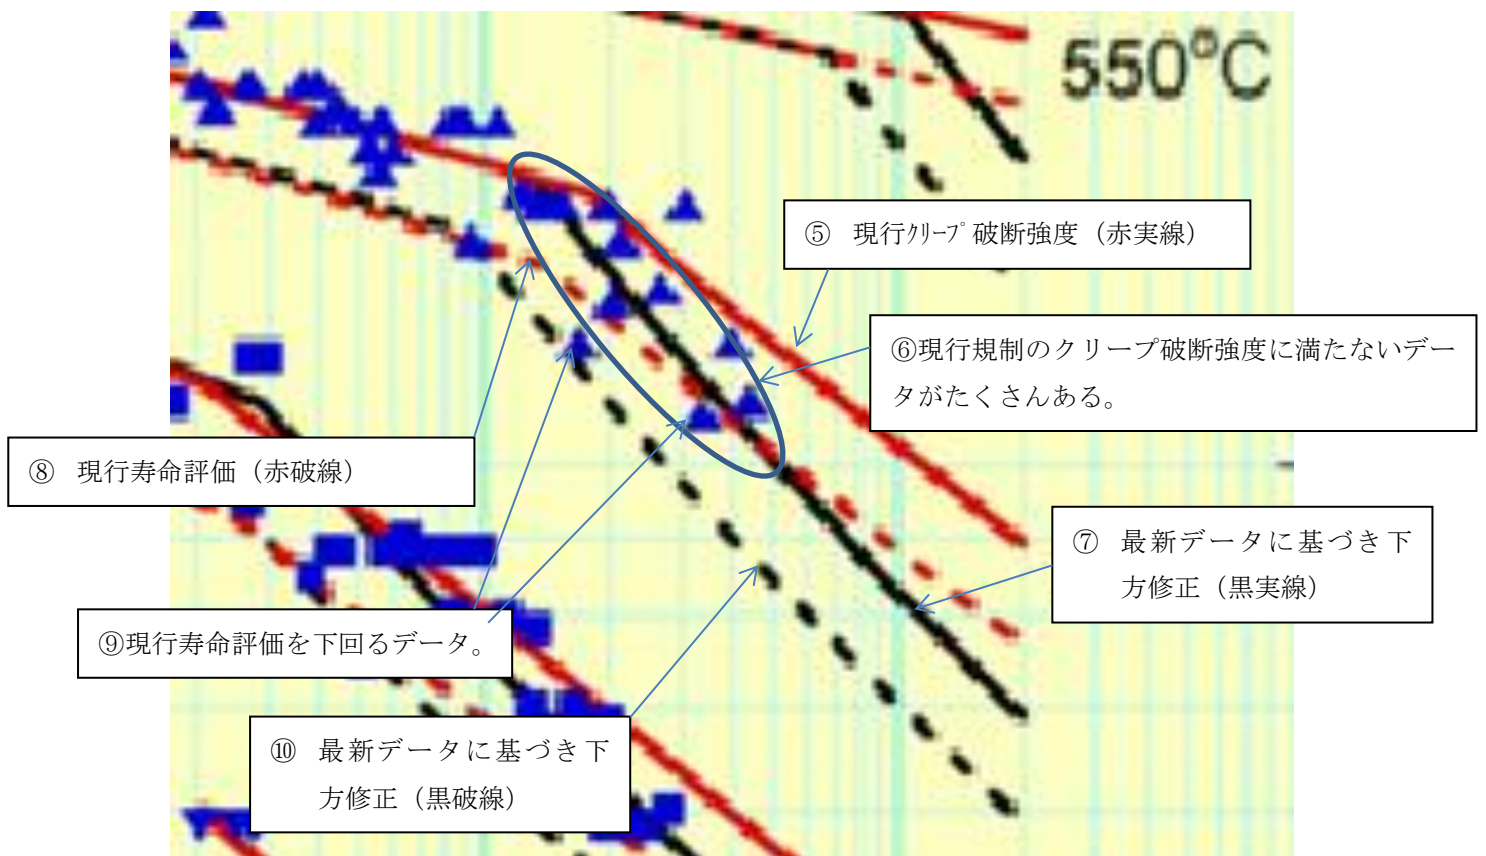 550°C
⑤ 現行クリープ破断強度（赤実線）
⑥現行規制のクリープ破断強度に満たないデー
タがたくさんある。
⑧ 現行寿命評価（赤破線）
⑦ 最新データに基づき下
方修正（黒実線）
⑨現行寿命評価を下回るデータ。
⑩ 最新データに基づき下
方修正（黒破線）